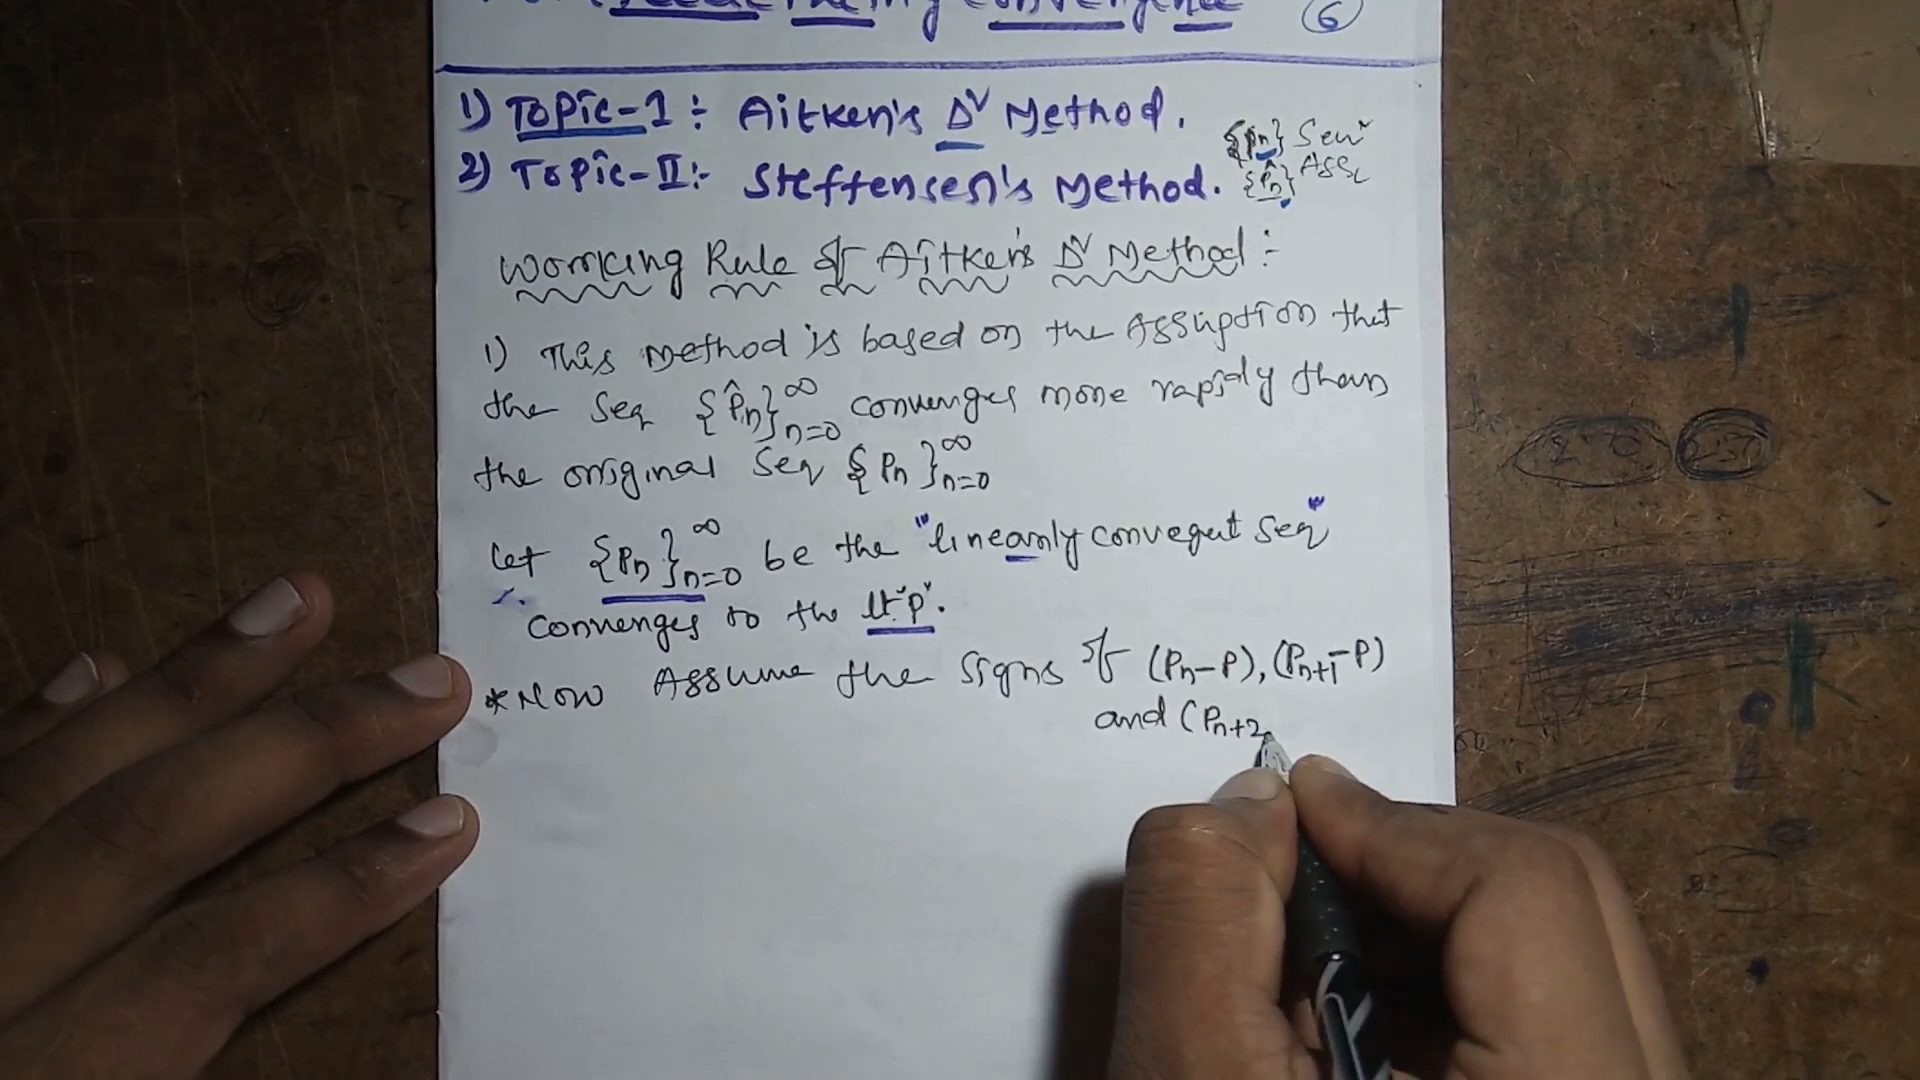 Accelerating Convergence 6
1) Topic-1 :- Aitken's Δ² Method.
2) Topic-II:- Steffensen's Method.
{Pn} Seq
{P̂n}
Working Rule of Aitken's Δ² Method :-
1) This Method is based on the Assuption that
the Seq {P̂n}∞n=0 converges more rapidly than
the original Seq {Pn}∞n=0
Let {Pn}∞n=0 be the "linearly convegent Seq"
Converges to the lt 'p'.
*Now Assume the signs of (Pn-P), (Pn+1-P)
and (Pn+2